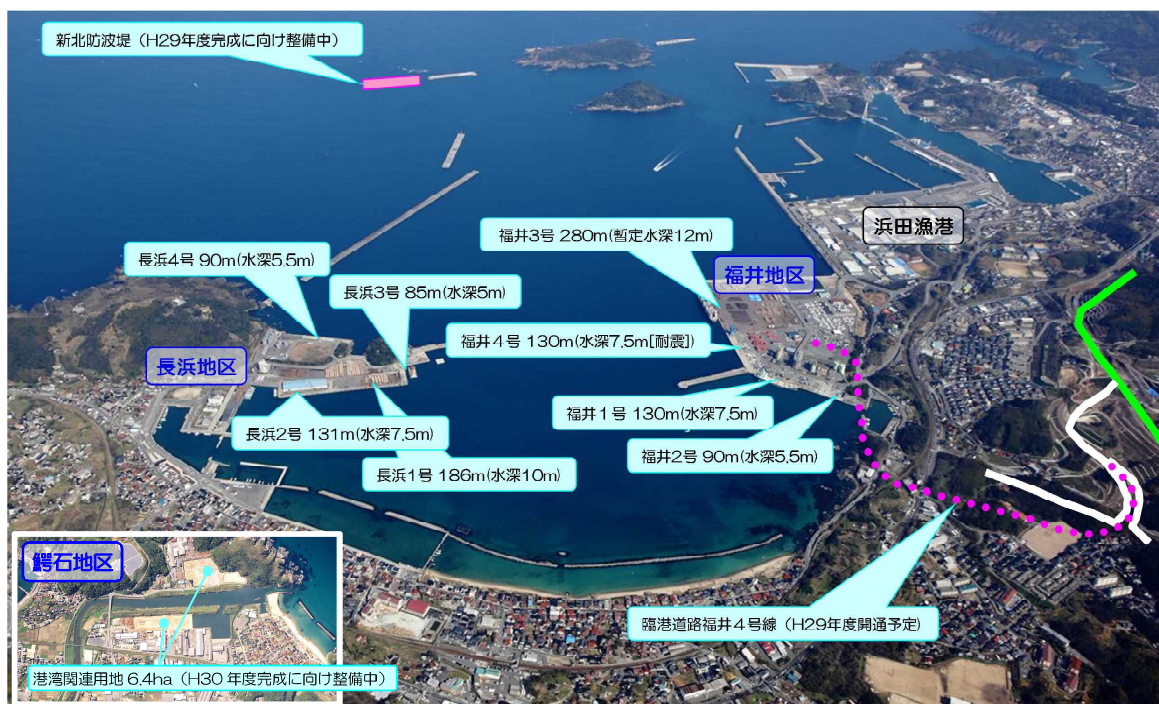 新北防波堤（H29年度完成に向け整備中）
浜田漁港
福井3号 280m(暫定水深12m)
福井地区
長浜4号 90m(水深5.5m)
長浜3号 85m(水深5m)
福井４号 130m(水深7.5m[耐震])
長浜地区
福井1号 130m(水深7.5m)
長浜2号 131m(水深7.5m)
福井2号 90m(水深5.5m)
長浜1号 186m(水深10m)
鰐石地区
臨港道路福井４号線（H29年度開通予定)
港湾関連用地 6.4ha（H30 年度完成に向け整備中）